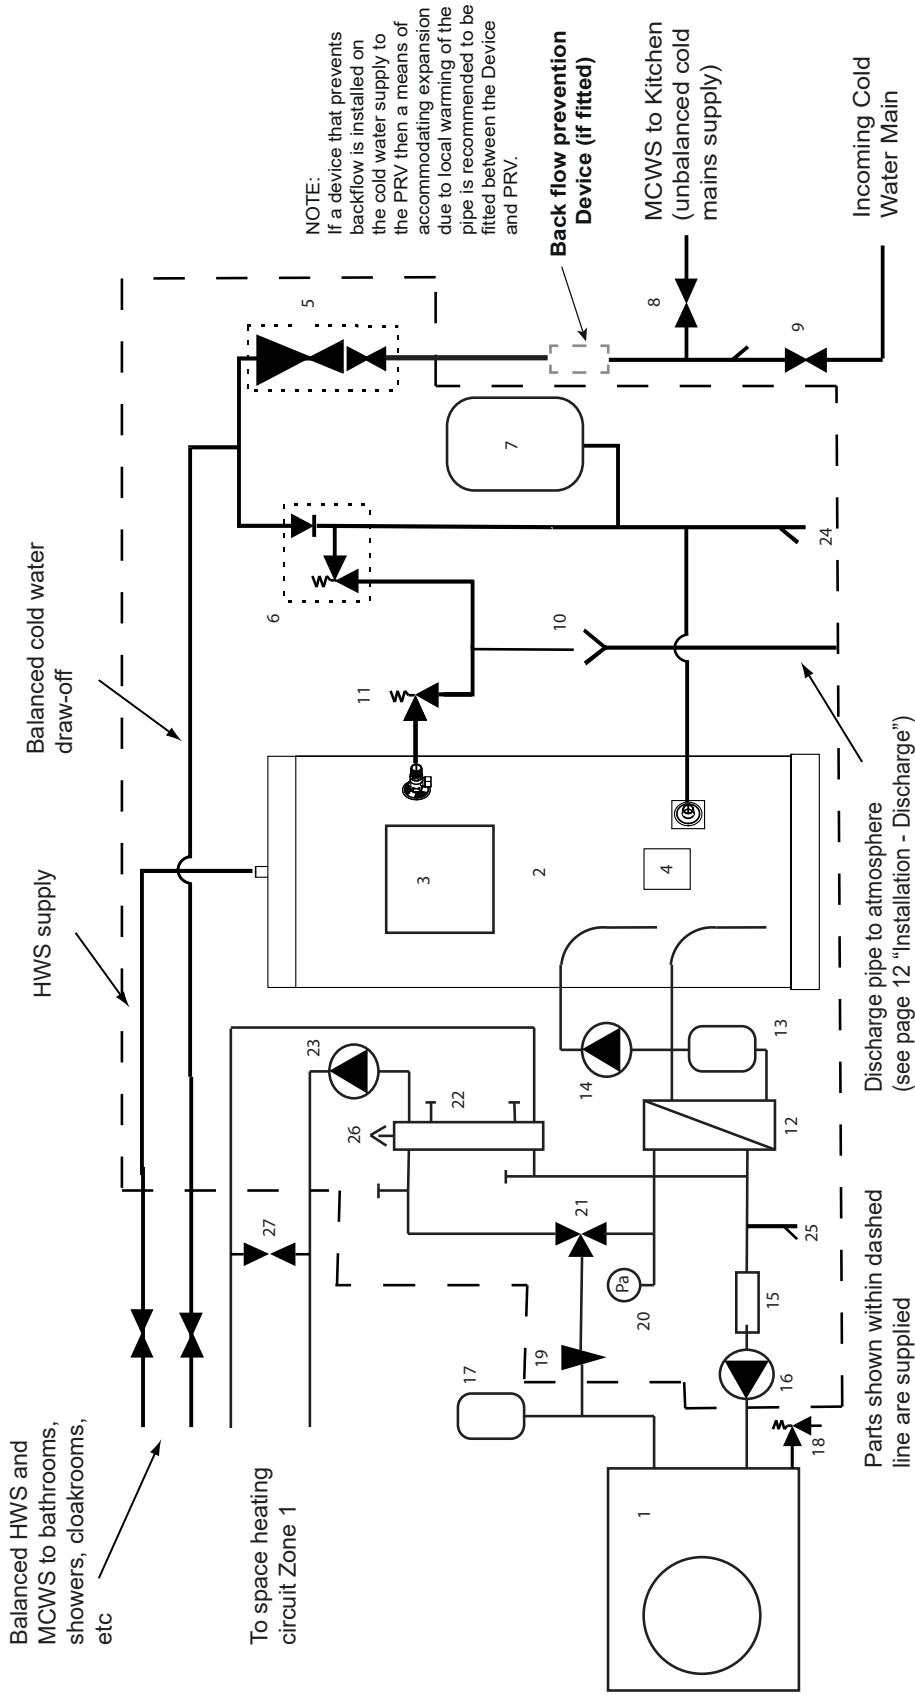 Balanced HWS and
MCWS to bathrooms,
showers, cloakrooms,
etc
HWS supply
Balanced cold water
draw-off
NOTE:
If a device that prevents
backflow is installed on
the cold water supply to
the PRV then a means of
accommodating expansion
due to local warming of the
pipe is recommended to be
fitted between the Device
and PRV.
Back flow prevention
Device (if fitted)
MCWS to Kitchen
(unbalanced cold
mains supply)
Incoming Cold
Water Main
To space heating
circuit Zone 1
Parts shown within dashed
line are supplied
Discharge pipe to atmosphere
(see page 12 “Installation - Discharge”)
5
8
9
7
6
24
10
11
3
2
4
23
26
22
14
13
12
27
21
Pa
20
25
15
19
17
16
18
1